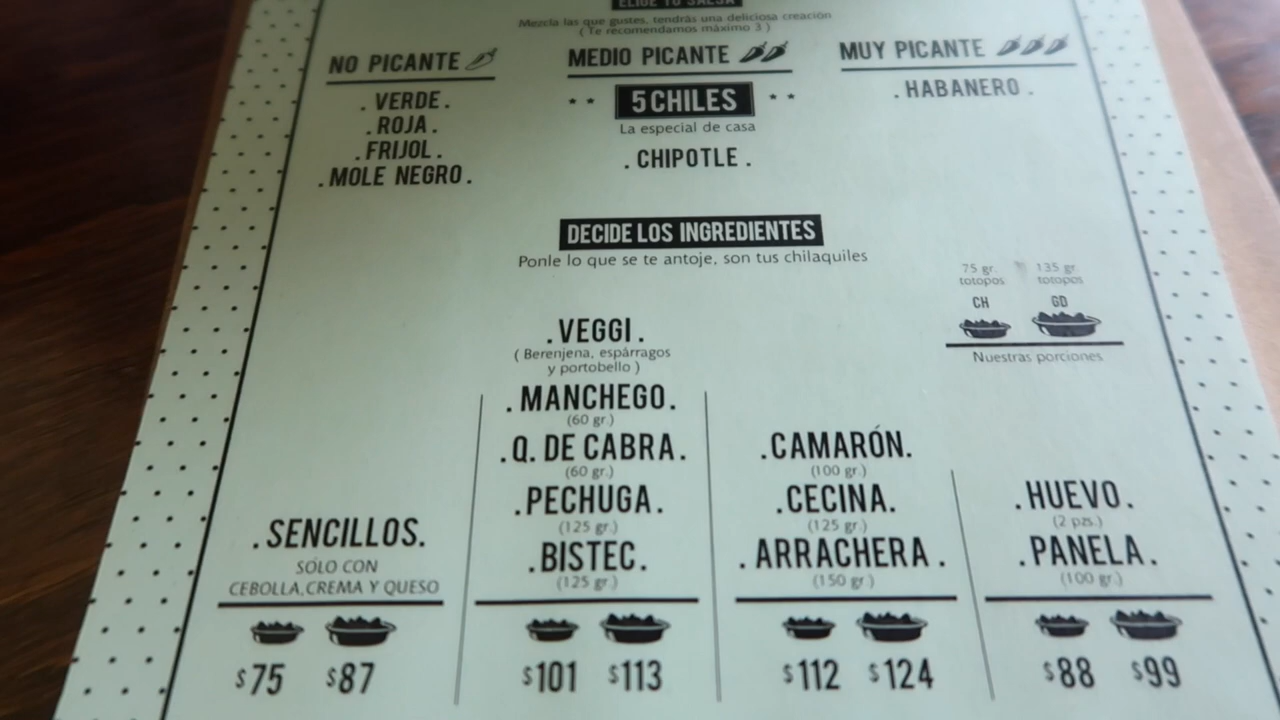 ELIGE TU SALSA
Mezcla las que gustes, tendrás una deliciosa creación
( Te recomendamos máximo 3 )
NO PICANTE
. VERDE .
. ROJA .
. FRIJOL .
. MOLE NEGRO .
MEDIO PICANTE
5 CHILES
La especial de casa
. CHIPOTLE .
MUY PICANTE
. HABANERO .
DECIDE LOS INGREDIENTES
Ponle lo que se te antoje, son tus chilaquiles
75 gr. 135 gr.
totopos totopos
CH GD
Nuestras porciones
. SENCILLOS.
SÓLO CON
CEBOLLA,CREMA Y QUESO
$75 $87
.VEGGI.
( Berenjena, espárragos
y portobello )
. MANCHEGO.
(60 gr.)
.Q. DE CABRA.
(60 gr.)
.PECHUGA.
(125 gr.)
.BISTEC.
(125 gr.)
$101 $113
.CAMARÓN.
(100 gr.)
.CECINA.
(125 gr.)
. ARRACHERA .
(150 gr.)
$112 $124
. HUEVO.
(2 pzs.)
.PANELA.
(100 gr.)
$88 $99